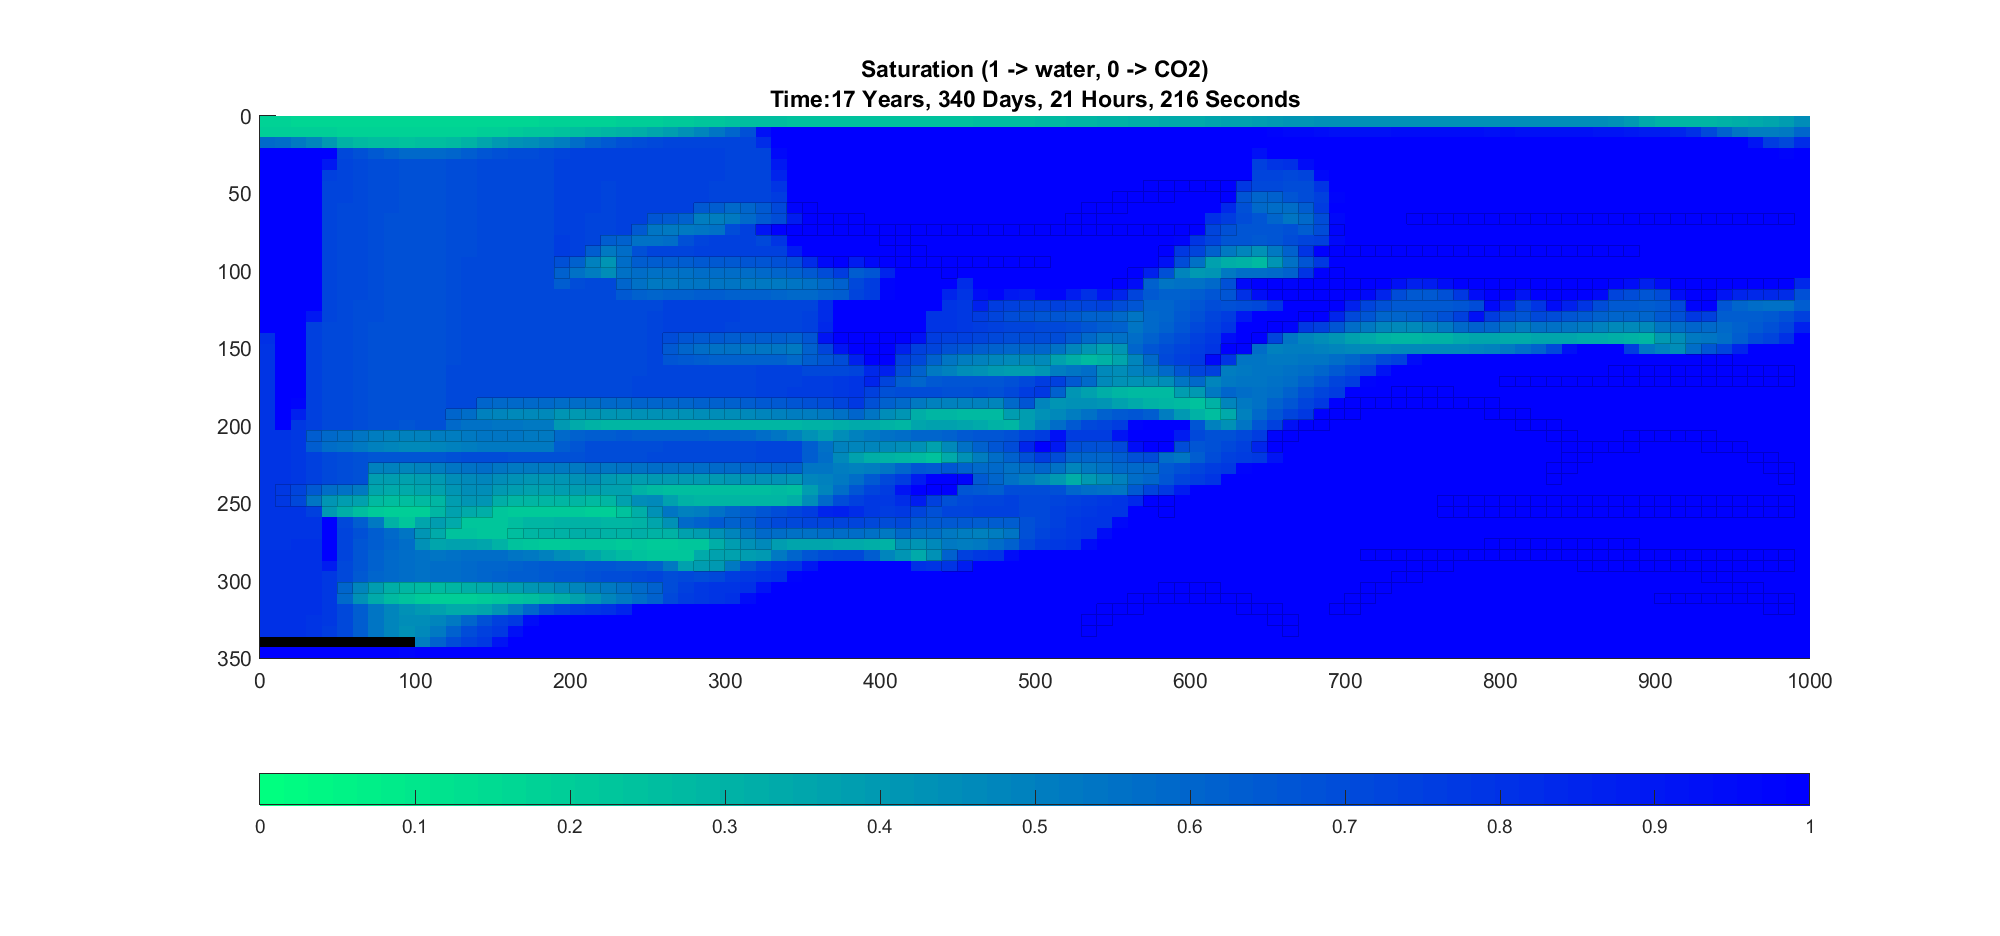 Saturation (1 -> water, 0 -> CO2)
Time:17 Years, 340 Days, 21 Hours, 216 Seconds
0
50
100
150
200
250
300
350
0 100 200 300 400 500 600 700 800 900 1000
0 0.1 0.2 0.3 0.4 0.5 0.6 0.7 0.8 0.9 1